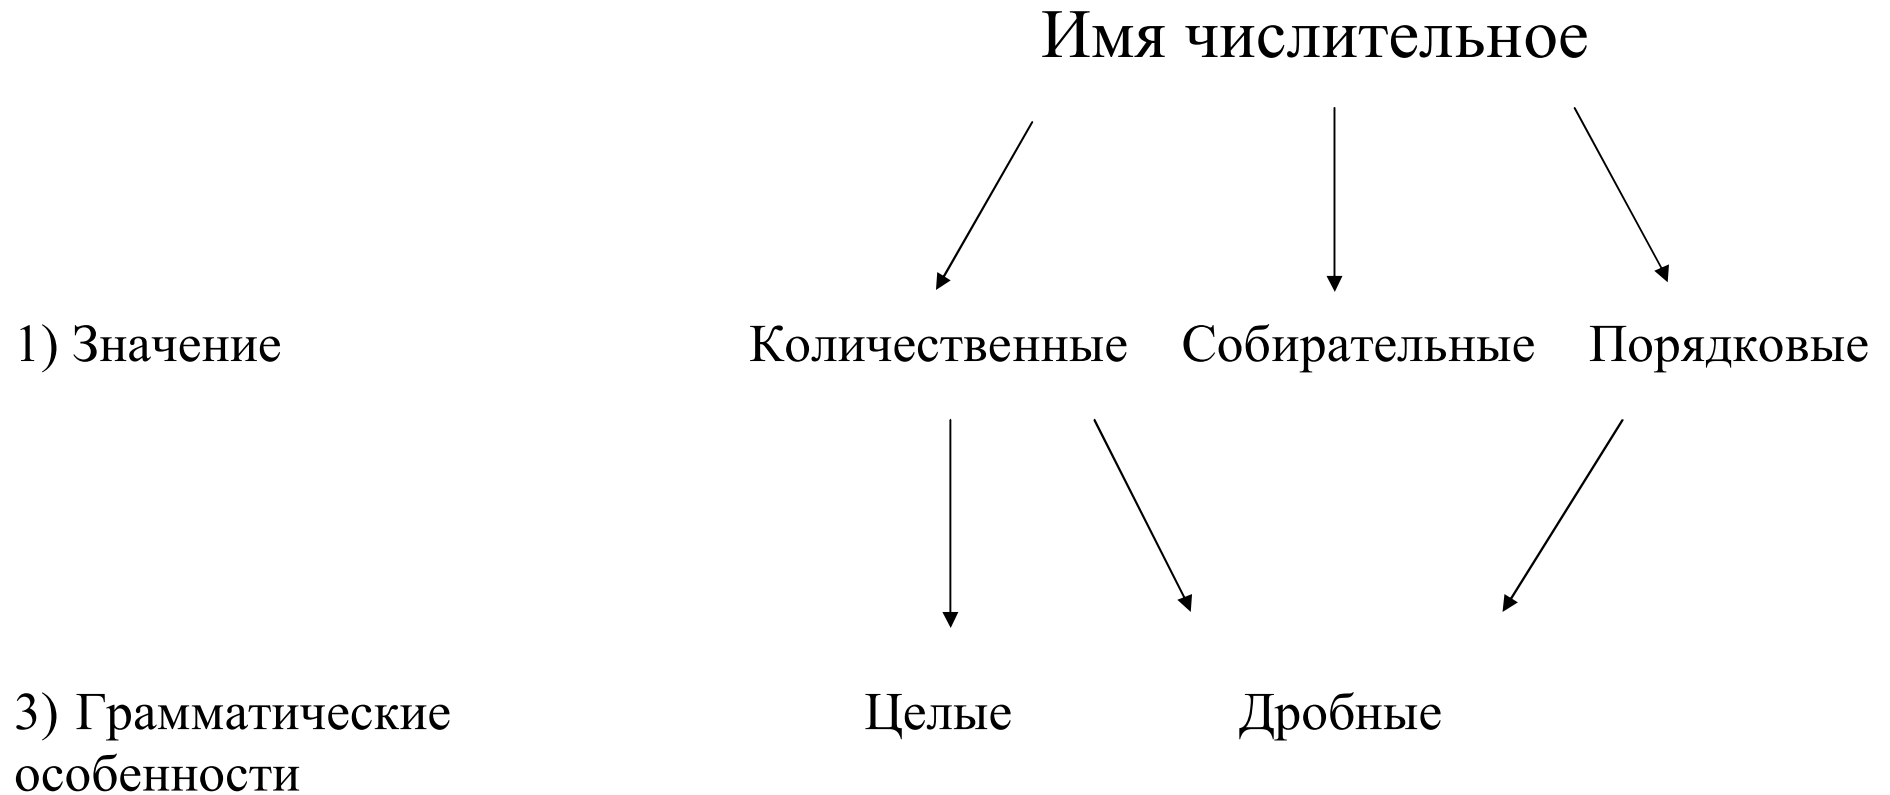 Имя числительное
1) Значение Количественные Собирательные Порядковые
3) Грамматические Целые Дробные
особенности